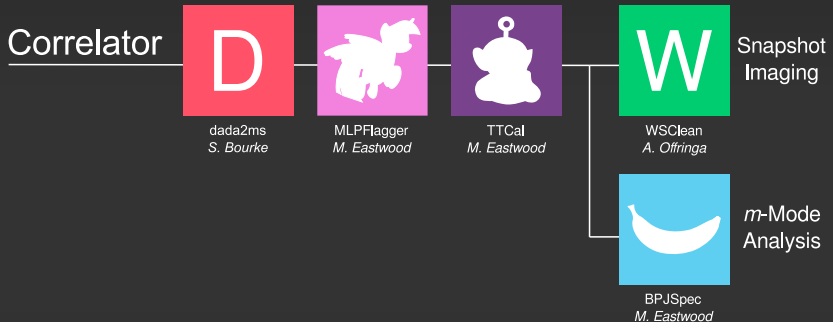 Correlator
D
dada2ms
S. Bourke
MLPFlagger
M. Eastwood
TTCal
M. Eastwood
W
WSClean
A. Offringa
Snapshot
Imaging
BPJSpec
M. Eastwood
m-Mode
Analysis